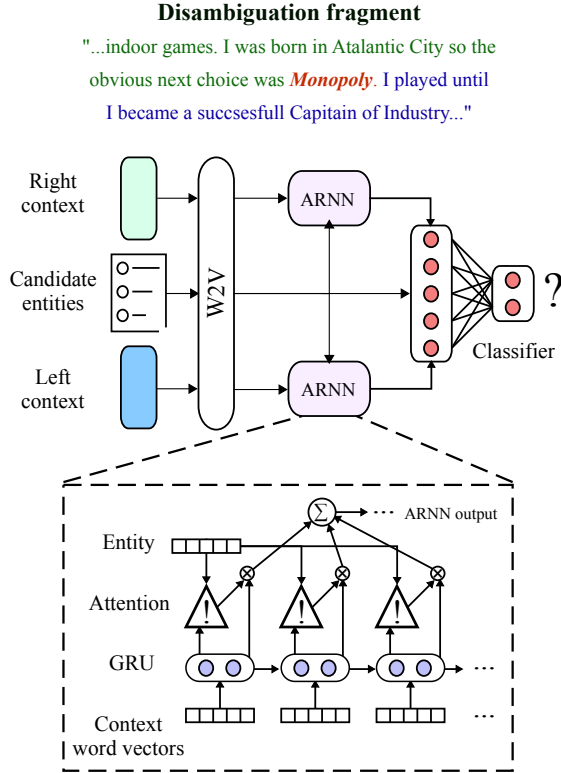 Disambiguation fragment
"...indoor games. I was born in Atalantic City so the
obvious next choice was Monopoly. I played until
I became a succsesfull Capitain of Industry..."
Right
context
ARNN
Candidate
entities
W2V
?
Classifier
Left
context
ARNN
Σ
... ARNN output
Entity
Attention
! ! !
GRU
...
Context
word vectors
...